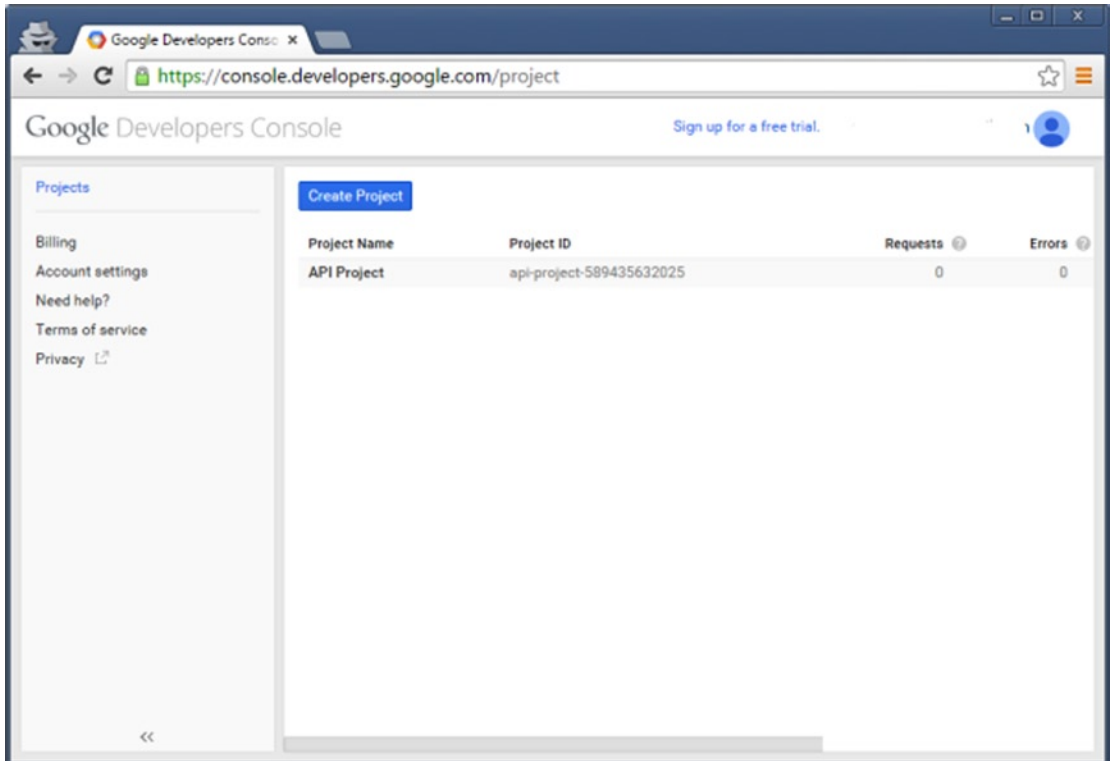 Google Developers Conso
https://console.developers.google.com/project
Google Developers Console
Sign up for a free trial.
Projects
Billing
Account settings
Need help?
Terms of service
Privacy
Create Project
Project Name Project ID Requests Errors
API Project api-project-589435632025 0 0